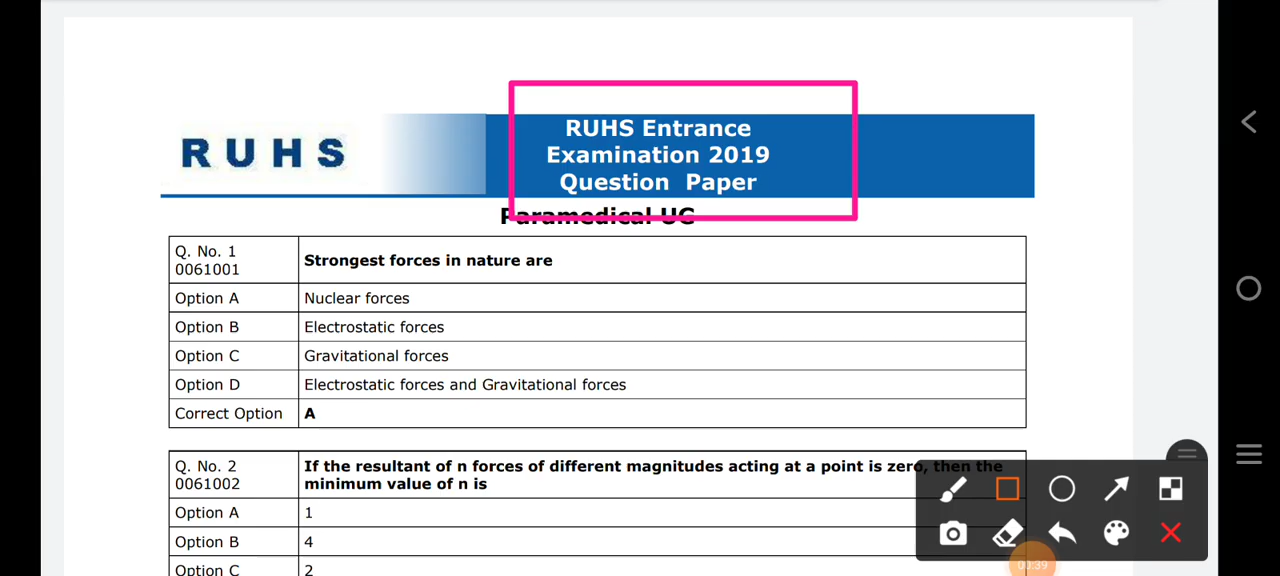 RUHS
RUHS Entrance
Examination 2019
Question Paper
Paramedical UG
Q. No. 1
0061001
Strongest forces in nature are
Option A Nuclear forces
Option B Electrostatic forces
Option C Gravitational forces
Option D Electrostatic forces and Gravitational forces
Correct Option A
Q. No. 2
0061002
If the resultant of n forces of different magnitudes acting at a point is zero, then the
minimum value of n is
Option A 1
Option B 4
Option C 2
00:39